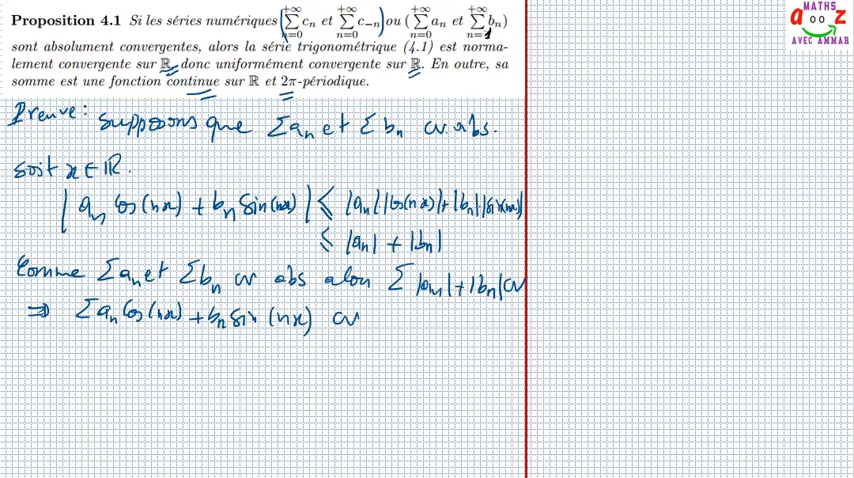 Proposition 4.1 Si les séries numériques (∑_{n=0}^{+∞} c_n et ∑_{n=0}^{+∞} c_{−n}) ou (∑_{n=0}^{+∞} a_n et ∑_{n=1}^{+∞} b_n)
sont absolument convergentes, alors la série trigonométrique (4.1) est norma-
lement convergente sur ℝ, donc uniformément convergente sur ℝ. En outre, sa
somme est une fonction continue sur ℝ et 2π-périodique.
Preuve: supposons que ∑a_n et ∑b_n cv. abs.
soit x ∈ ℝ.
|a_n cos(nx) + b_n sin(nx)| ≤ |a_n||cos(nx)| + |b_n|·|sin(nx)|
≤ |a_n| + |b_n|
Comme ∑a_n et ∑b_n cv abs alors ∑|a_n|+|b_n| cv
⇒ ∑a_n cos(nx) + b_n sin(nx) cv
MATHS
a oo z
AVEC AMMAR